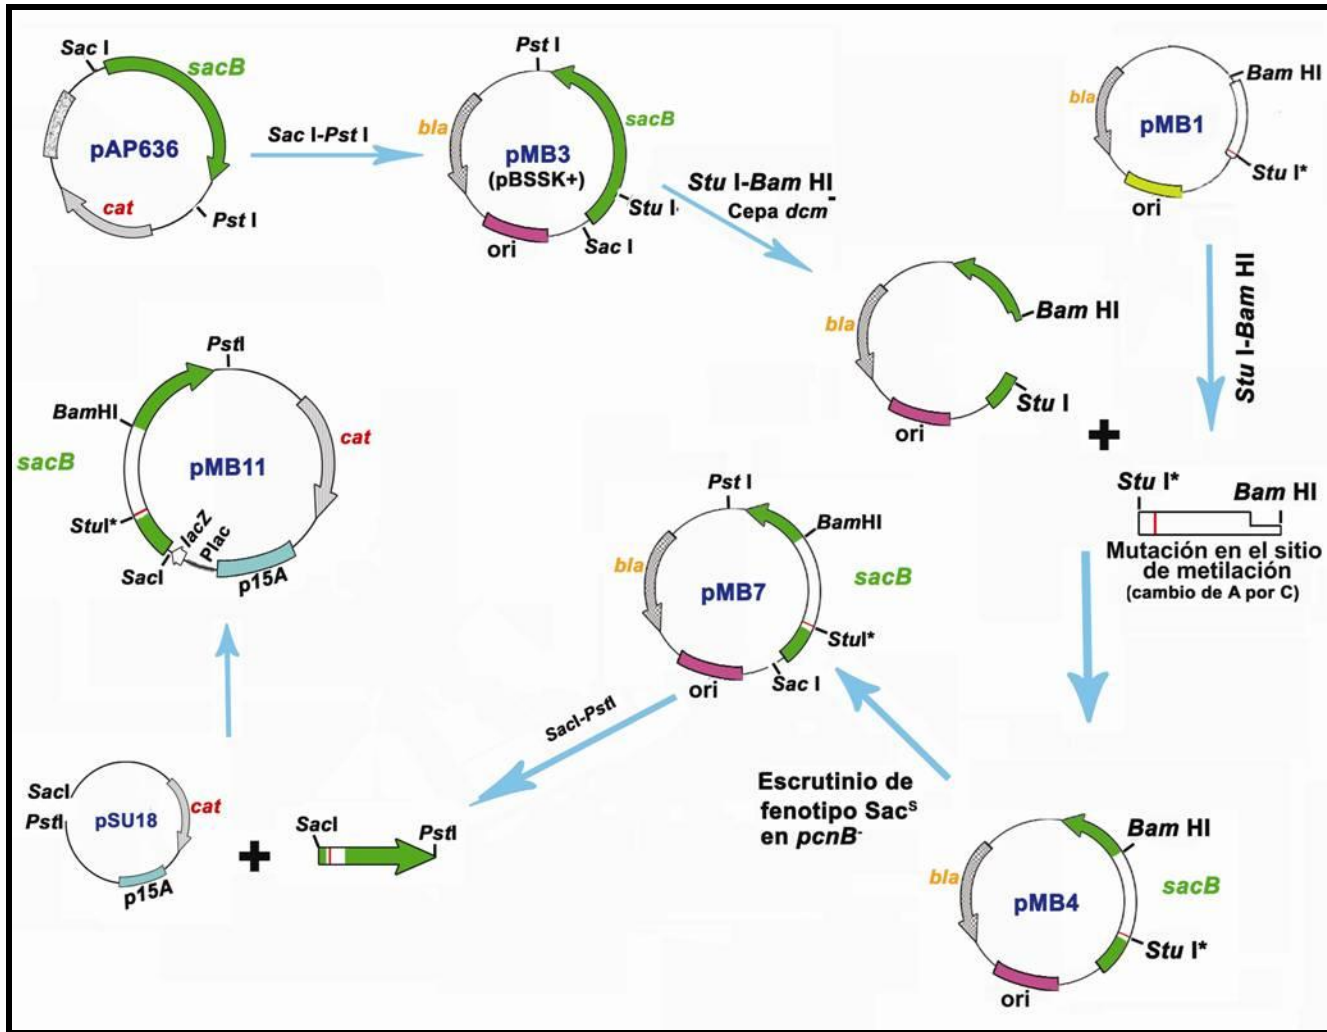 Sac I
sacB
pAP636
cat
Pst I
Sac I-Pst I
Pst I
bla
sacB
pMB3
(pBSSK+)
Stu I
Sac I
ori
Stu I-Bam HI
Cepa dcm-
bla
Bam HI
pMB1
Stu I*
ori
Stu I-Bam HI
bla
Bam HI
Stu I
ori
+
Stu I*
Bam HI
Mutación en el sitio
de metilación
(cambio de A por C)
PstI
BamHI
sacB
pMB11
cat
StuI*
lacZ
Plac
SacI
p15A
Pst I
BamHI
bla
sacB
pMB7
StuI*
Sac I
ori
SacI-PstI
Escrutinio de
fenotipo Sacs
en pcnB-
SacI
PstI
pSU18
cat
p15A
+
SacI
PstI
Bam HI
bla
sacB
pMB4
Stu I*
ori